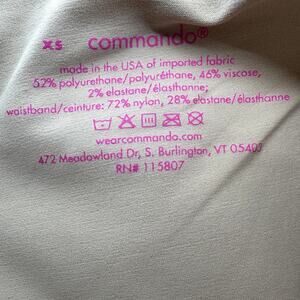 XS commando®
made in the USA of imported fabric
52% polyurethane/polyuréthane, 46% viscose,
2% elastane/élasthanne;
waistband/ceinture: 72% nylon, 28% elastane/élasthanne
wearcommando.com
472 Meadowland Dr, S. Burlington, VT 05403
RN# 115807